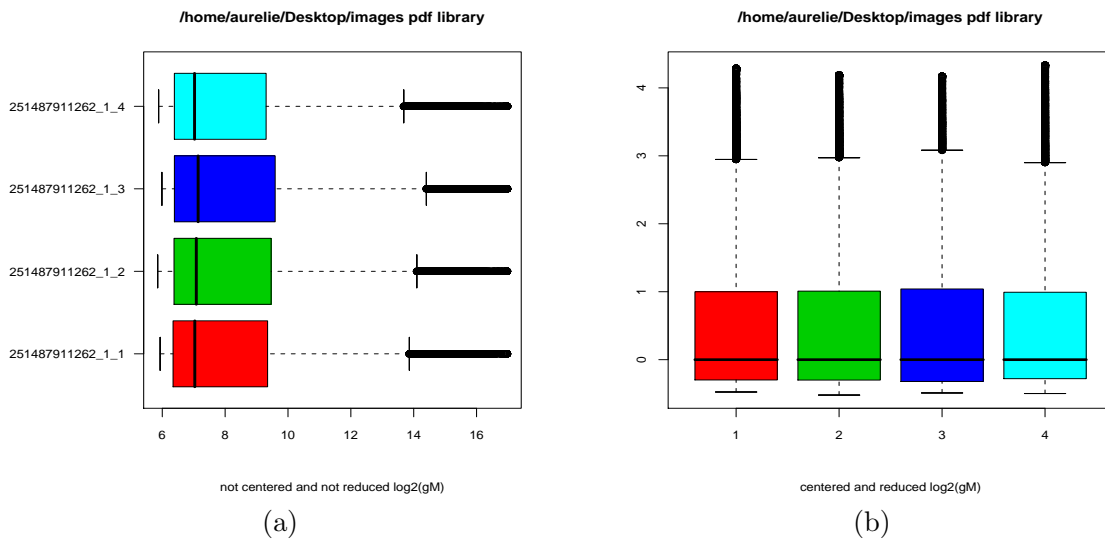 /home/aurelie/Desktop/images pdf library
251487911262_1_4
251487911262_1_3
251487911262_1_2
251487911262_1_1
6 8 10 12 14 16
not centered and not reduced log2(gM)
(a)
/home/aurelie/Desktop/images pdf library
4
3
2
1
0
1 2 3 4
centered and reduced log2(gM)
(b)